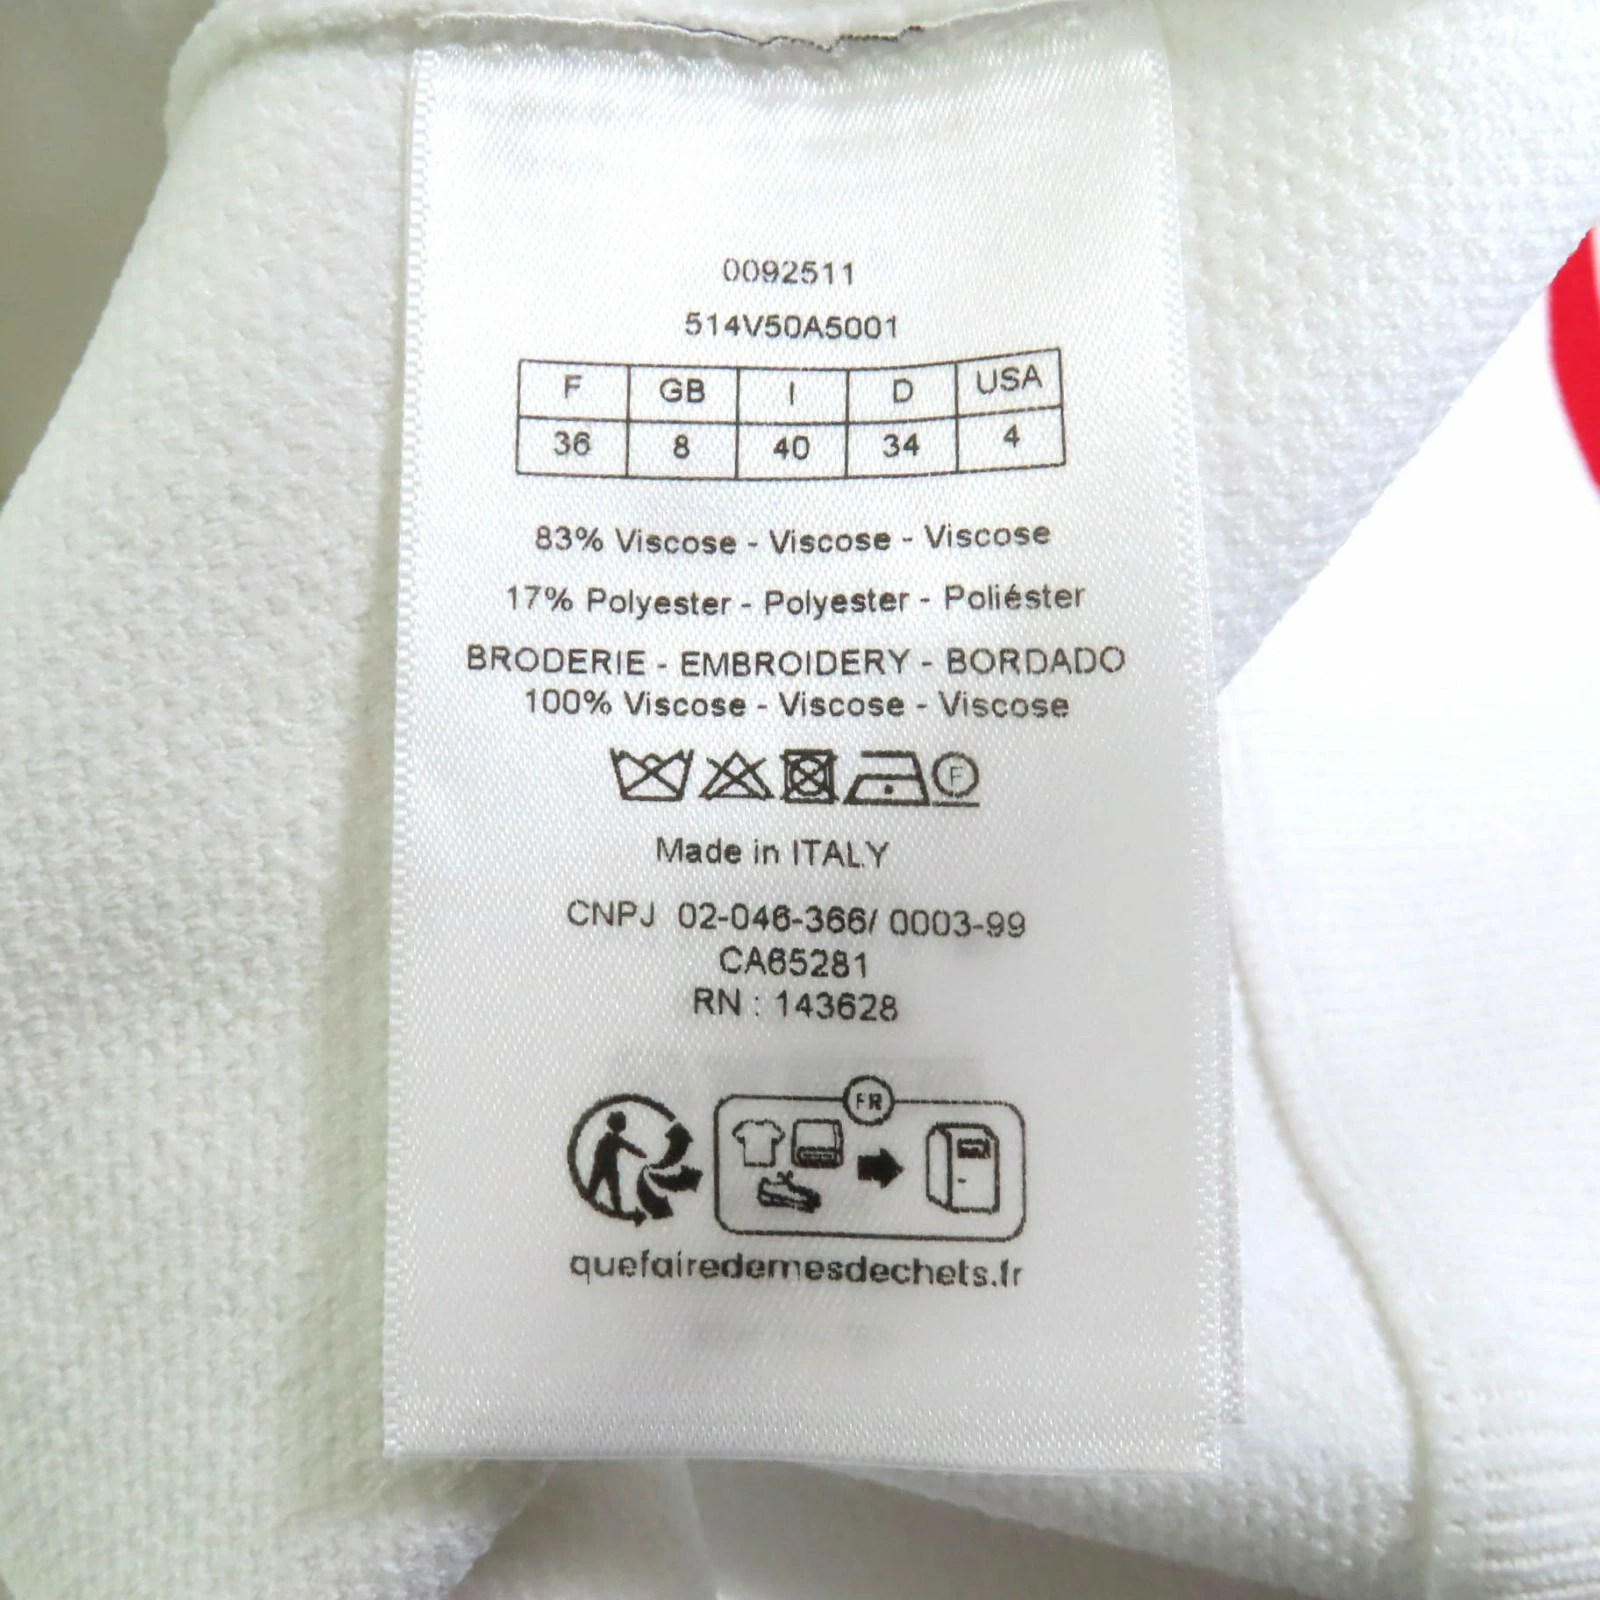 0092511
514V50A5001
F GB I D USA
36 8 40 34 4
83% Viscose - Viscose - Viscose
17% Polyester - Polyester - Poliéster
BRODERIE - EMBROIDERY - BORDADO
100% Viscose - Viscose - Viscose
F
Made in ITALY
CNPJ 02-046-366/ 0003-99
CA65281
RN : 143628
FR
quefairedemesdechets.fr